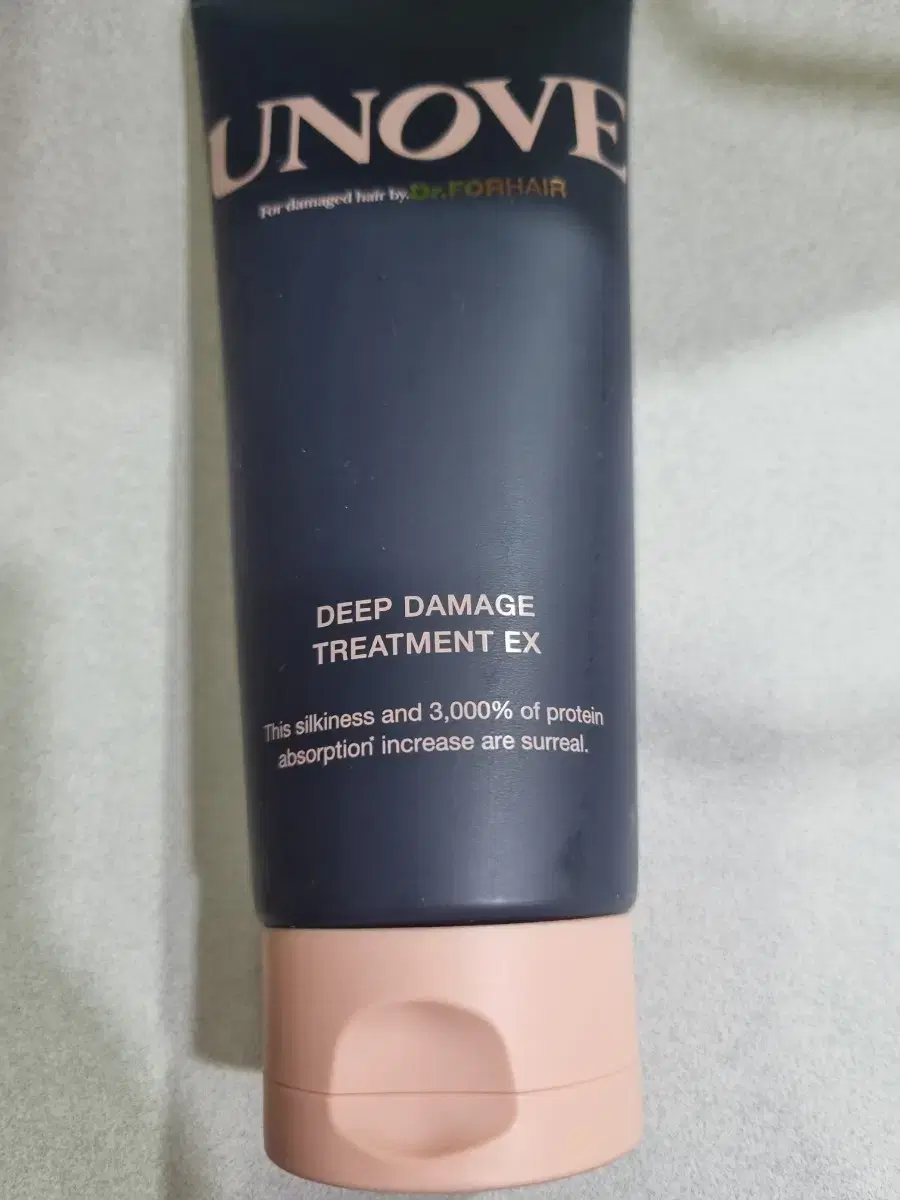 UNOVE
For damaged hair by.Dr.FORHAIR
DEEP DAMAGE
TREATMENT EX
This silkiness and 3,000% of protein
absorption* increase are surreal.